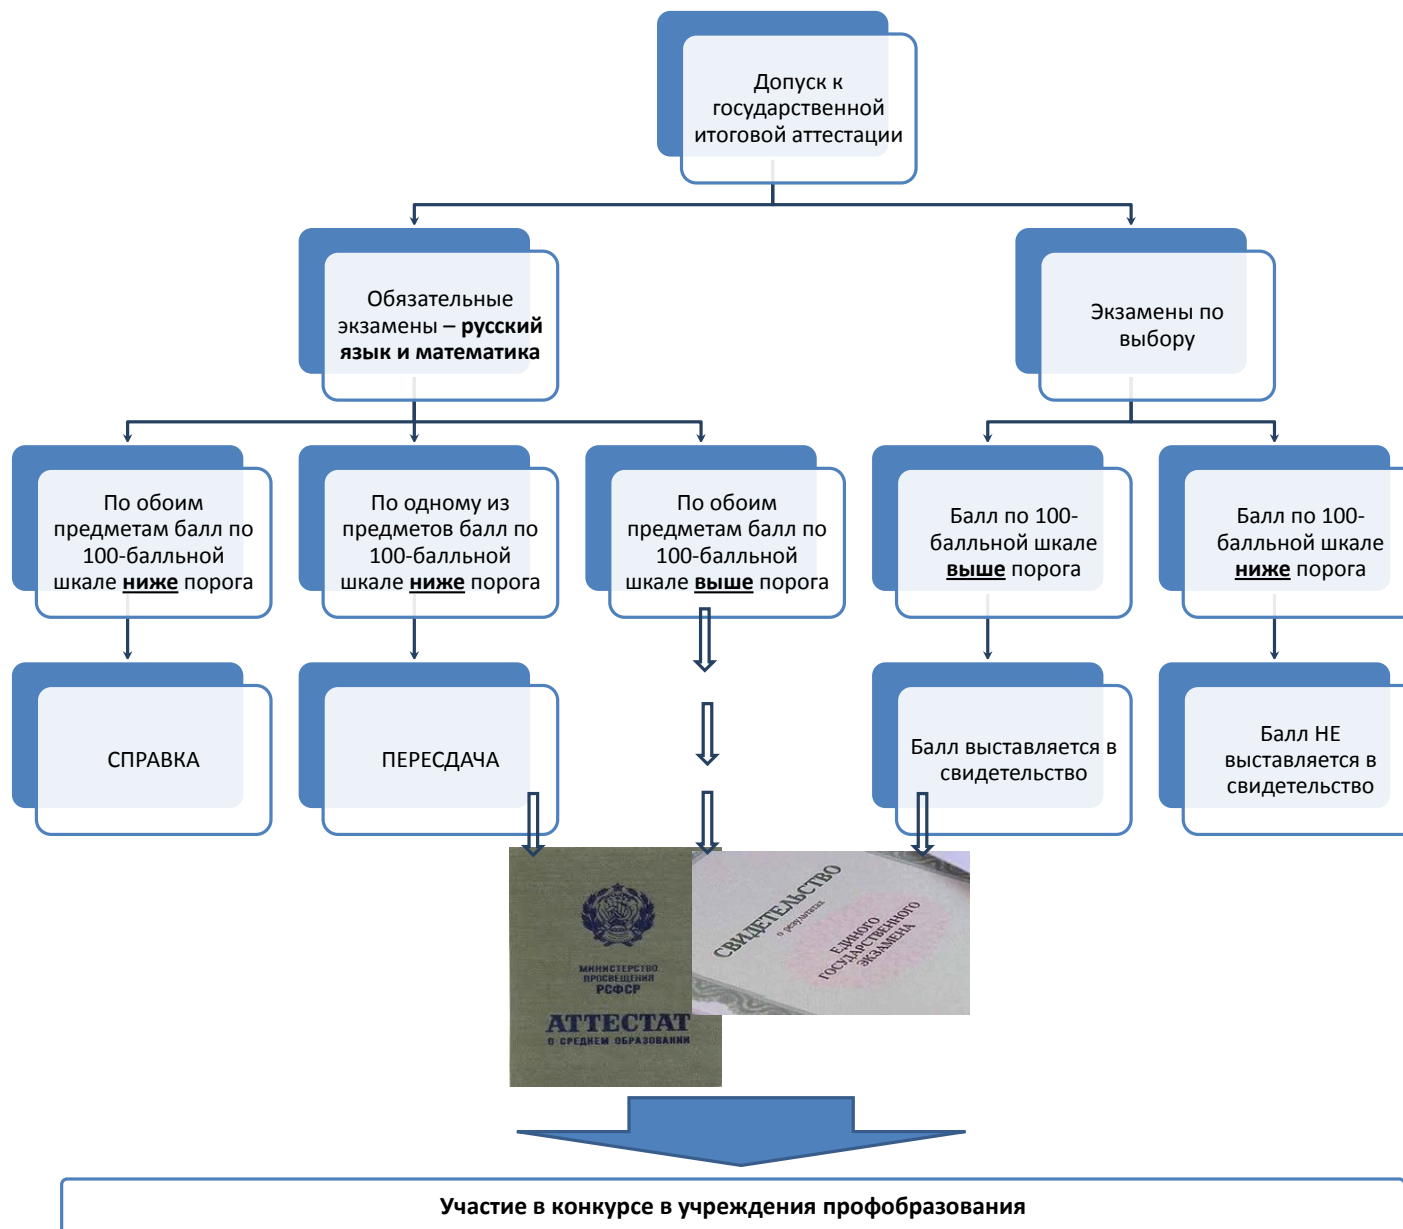 Допуск к
государственной
итоговой аттестации
Обязательные
экзамены – русский
язык и математика
Экзамены по
выбору
По обоим
предметам балл по
100-балльной
шкале ниже порога
По одному из
предметов балл по
100-балльной
шкале ниже порога
По обоим
предметам балл по
100-балльной
шкале выше порога
Балл по 100-
балльной шкале
выше порога
Балл по 100-
балльной шкале
ниже порога
СПРАВКА
ПЕРЕСДАЧА
Балл выставляется в
свидетельство
Балл НЕ
выставляется в
свидетельство
МИНИСТЕРСТВО
ПРОСВЕЩЕНИЯ
РСФСР
АТТЕСТАТ
О СРЕДНЕМ ОБРАЗОВАНИИ
СВИДЕТЕЛЬСТВО
о результатах
ЕДИНОГО
ГОСУДАРСТВЕННОГО
ЭКЗАМЕНА
Участие в конкурсе в учреждения профобразования